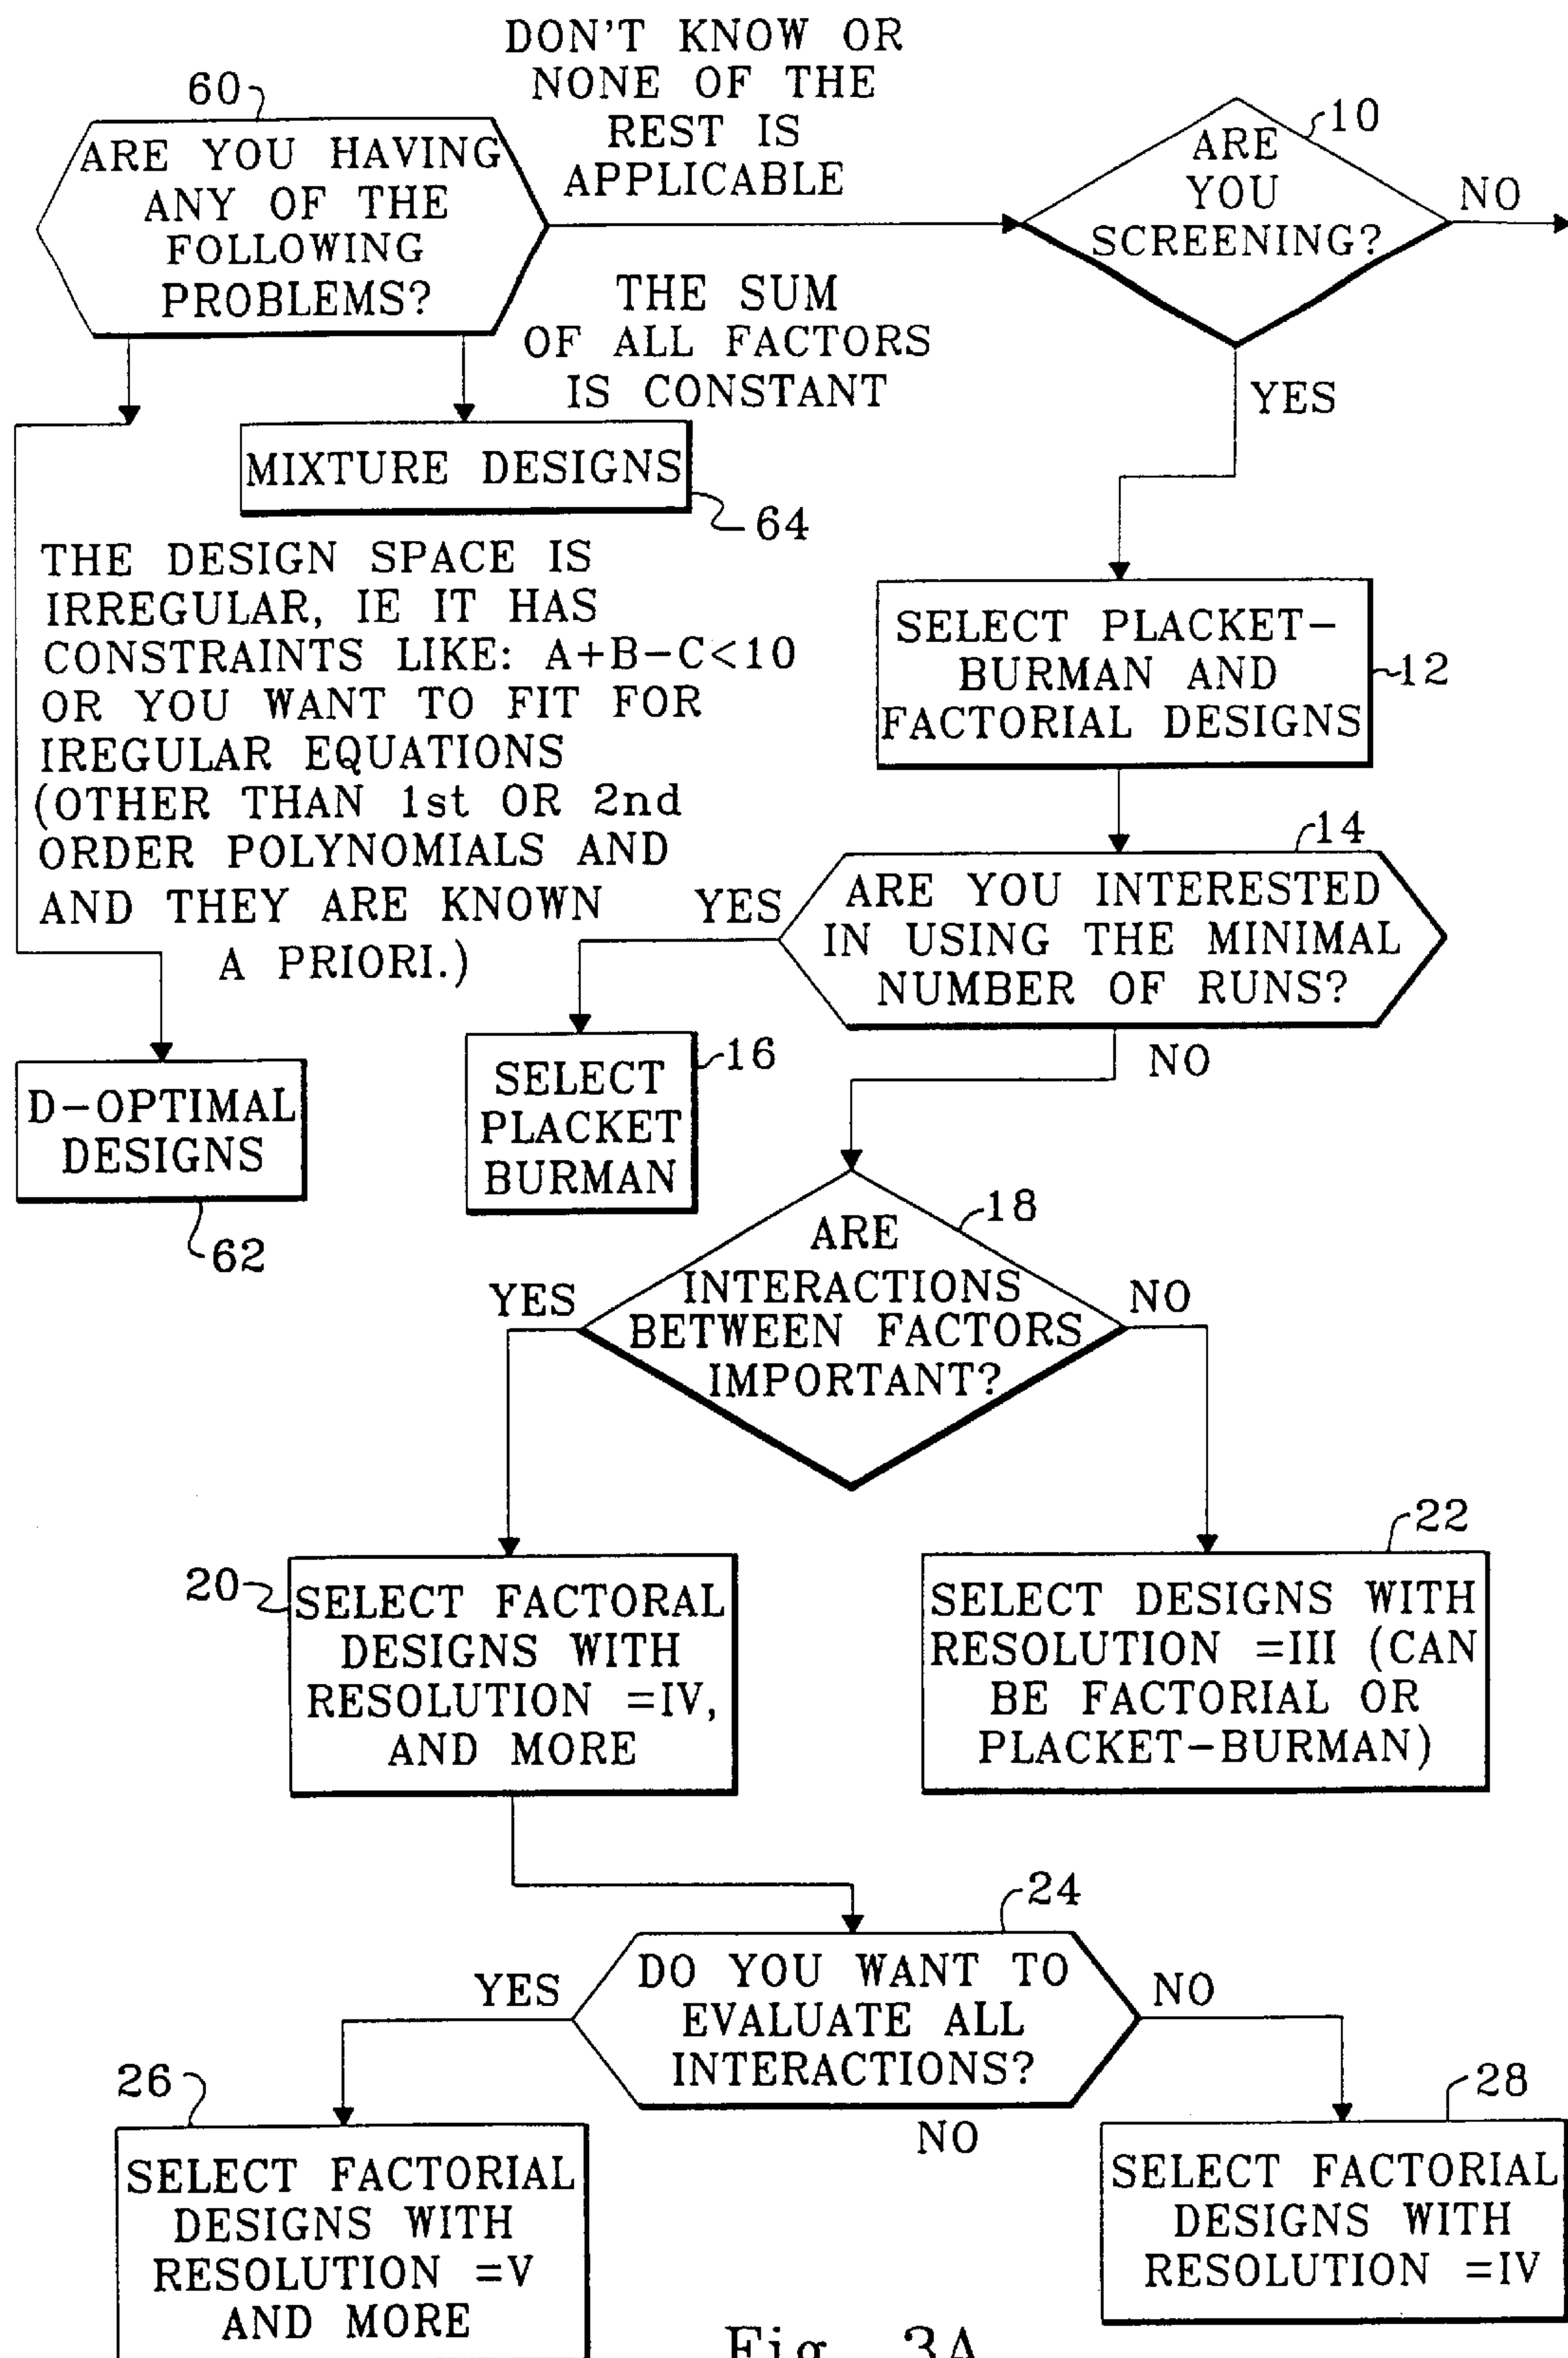 60
ARE YOU HAVING
ANY OF THE
FOLLOWING
PROBLEMS?
DON'T KNOW OR
NONE OF THE
REST IS
APPLICABLE
10
ARE
YOU
SCREENING?
NO
YES
THE SUM
OF ALL FACTORS
IS CONSTANT
MIXTURE DESIGNS
64
THE DESIGN SPACE IS
IRREGULAR, IE IT HAS
CONSTRAINTS LIKE: A+B-C<10
OR YOU WANT TO FIT FOR
IREGULAR EQUATIONS
(OTHER THAN 1st OR 2nd
ORDER POLYNOMIALS AND
AND THEY ARE KNOWN
A PRIORI.)
D-OPTIMAL
DESIGNS
62
SELECT PLACKET-
BURMAN AND
FACTORIAL DESIGNS
12
14
ARE YOU INTERESTED
IN USING THE MINIMAL
NUMBER OF RUNS?
YES
NO
SELECT
PLACKET
BURMAN
16
18
ARE
INTERACTIONS
BETWEEN FACTORS
IMPORTANT?
YES
NO
20
SELECT FACTORAL
DESIGNS WITH
RESOLUTION =IV,
AND MORE
22
SELECT DESIGNS WITH
RESOLUTION =III (CAN
BE FACTORIAL OR
PLACKET-BURMAN)
24
DO YOU WANT TO
EVALUATE ALL
INTERACTIONS?
YES
NO
NO
26
SELECT FACTORIAL
DESIGNS WITH
RESOLUTION =V
AND MORE
28
SELECT FACTORIAL
DESIGNS WITH
RESOLUTION =IV
Fig. 3A